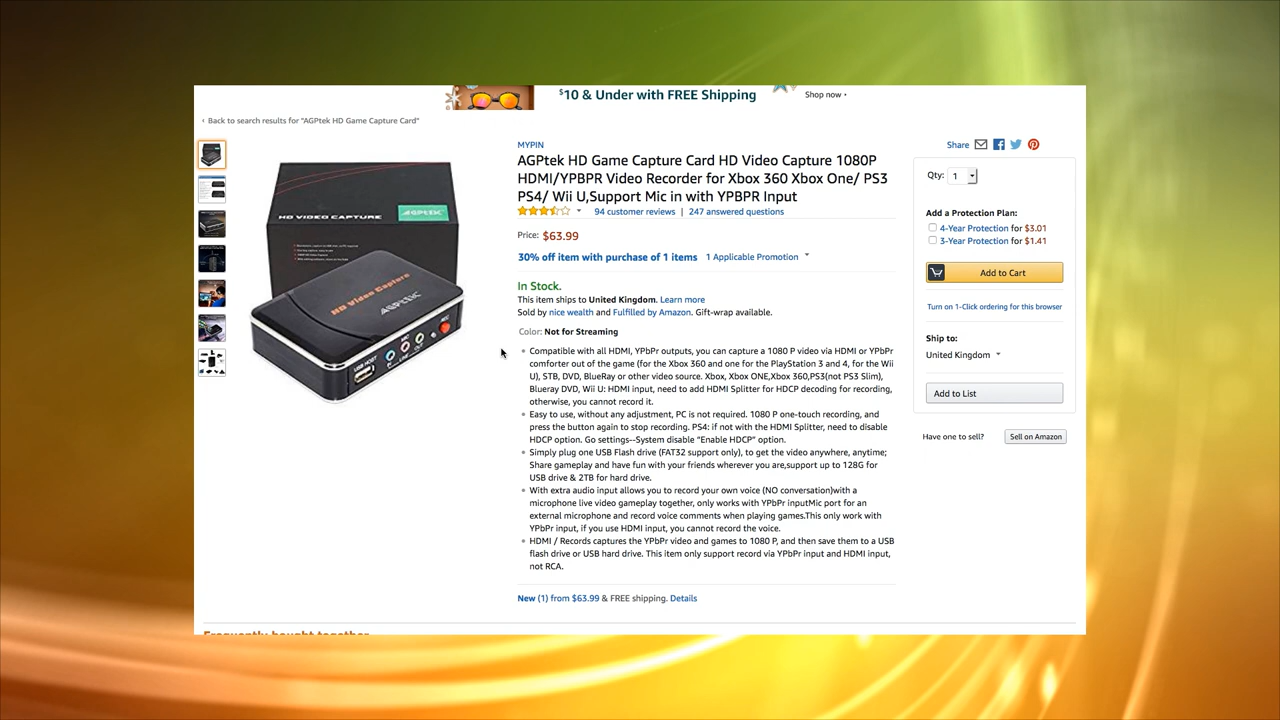 $10 & Under with FREE Shipping
Shop now ▸
‹ Back to search results for "AGPtek HD Game Capture Card"
HD VIDEO CAPTURE
AGPTEK
HD Video Capture
AGPTEK
USB HOST
MIC
REC
MYPIN
AGPtek HD Game Capture Card HD Video Capture 1080P
HDMI/YPBPR Video Recorder for Xbox 360 Xbox One/ PS3
PS4/ Wii U,Support Mic in with YPBPR Input
94 customer reviews | 247 answered questions
Price: $63.99
30% off item with purchase of 1 items 1 Applicable Promotion
In Stock.
This item ships to United Kingdom. Learn more
Sold by nice wealth and Fulfilled by Amazon. Gift-wrap available.
Color: Not for Streaming
• Compatible with all HDMI, YPbPr outputs, you can capture a 1080 P video via HDMI or YPbPr
comforter out of the game (for the Xbox 360 and one for the PlayStation 3 and 4, for the Wii
U), STB, DVD, BlueRay or other video source. Xbox, Xbox ONE,Xbox 360,PS3(not PS3 Slim),
Blueray DVD, Wii U: HDMI input, need to add HDMI Splitter for HDCP decoding for recording,
otherwise, you cannot record it.
• Easy to use, without any adjustment, PC is not required. 1080 P one-touch recording, and
press the button again to stop recording. PS4: if not with the HDMI Splitter, need to disable
HDCP option. Go settings--System disable "Enable HDCP" option.
• Simply plug one USB Flash drive (FAT32 support only), to get the video anywhere, anytime;
Share gameplay and have fun with your friends wherever you are,support up to 128G for
USB drive & 2TB for hard drive.
• With extra audio input allows you to record your own voice (NO conversation)with a
microphone live video gameplay together, only works with YPbPr inputMic port for an
external microphone and record voice comments when playing games.This only work with
YPbPr input, if you use HDMI input, you cannot record the voice.
• HDMI / Records captures the YPbPr video and games to 1080 P, and then save them to a USB
flash drive or USB hard drive. This item only support record via YPbPr input and HDMI input,
not RCA.
New (1) from $63.99 & FREE shipping. Details
Share
Qty: 1
Add a Protection Plan:
4-Year Protection for $3.01
3-Year Protection for $1.41
Add to Cart
Turn on 1-Click ordering for this browser
Ship to:
United Kingdom
Add to List
Have one to sell? Sell on Amazon
Frequently bought together